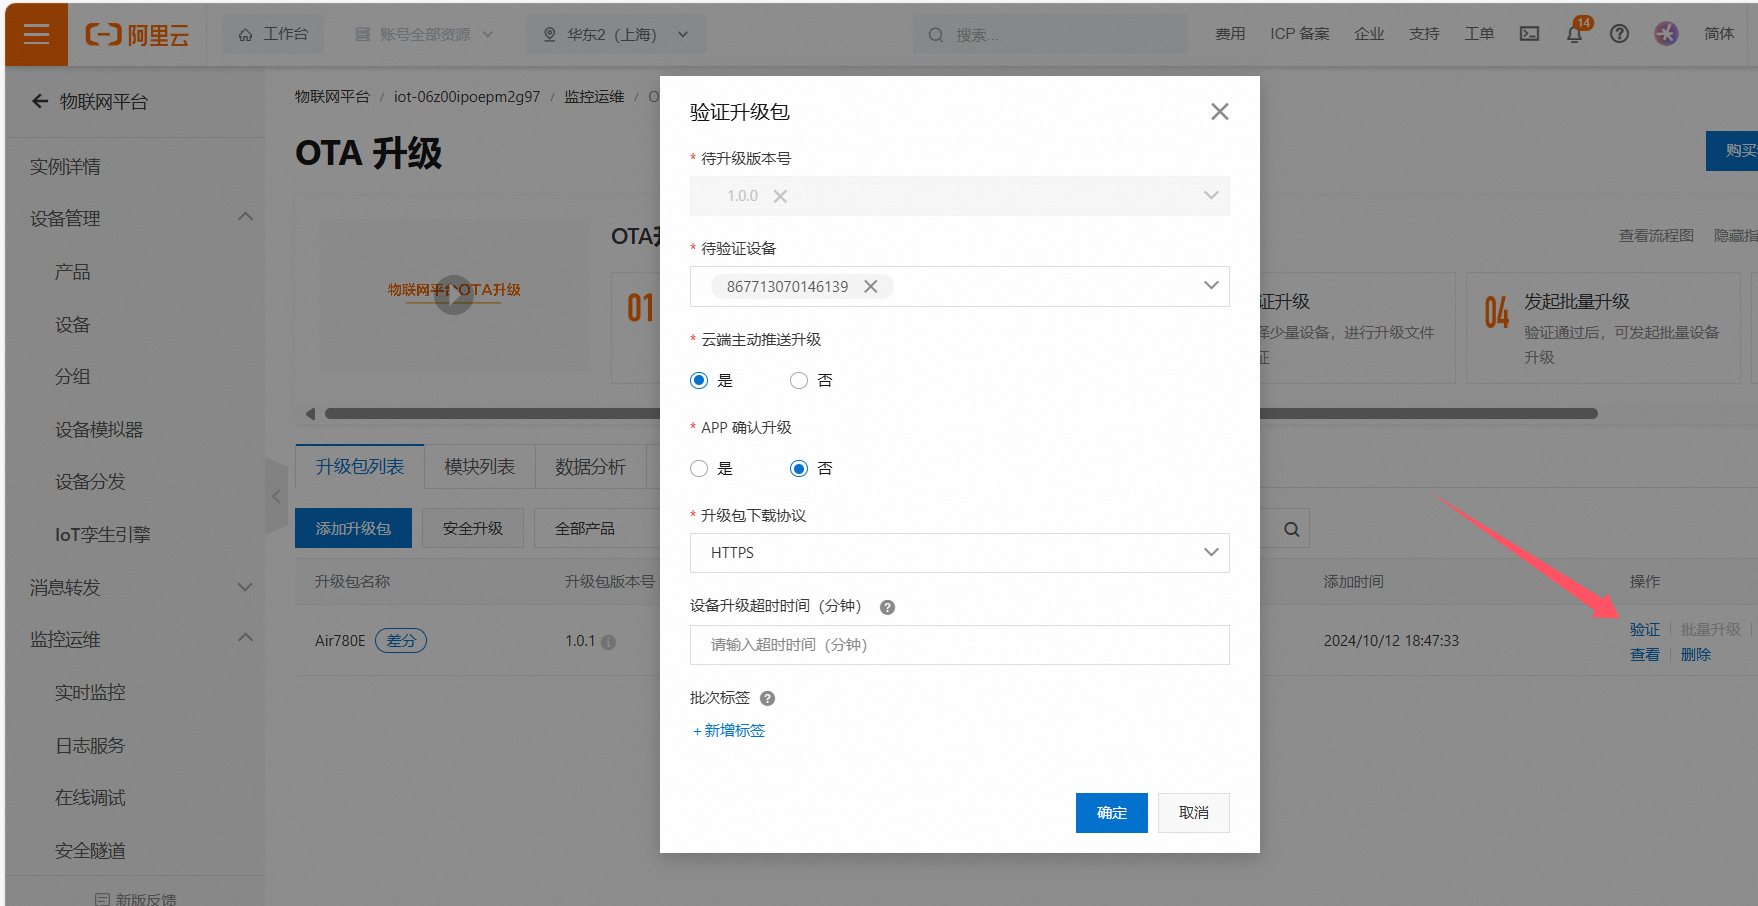 阿里云
工作台
账号全部资源
华东2（上海）
搜索...
费用
ICP 备案
企业
支持
工单
14
简体
物联网平台
实例详情
设备管理
产品
设备
分组
设备模拟器
设备分发
IoT孪生引擎
消息转发
监控运维
实时监控
日志服务
在线调试
安全隧道
新版反馈
物联网平台 / iot-06z00ipoepm2g97 / 监控运维 / O
OTA 升级
购买
物联网平台OTA升级
OTA升
查看流程图
隐藏指
01
证升级
择少量设备，进行升级文件
证
04
发起批量升级
验证通过后，可发起批量设备
升级
升级包列表
模块列表
数据分析
添加升级包
安全升级
全部产品
升级包名称
升级包版本号
添加时间
操作
Air780E
差分
1.0.1
2024/10/12 18:47:33
验证
批量升级
查看
删除
验证升级包
* 待升级版本号
1.0.0
* 待验证设备
867713070146139
* 云端主动推送升级
是
否
* APP 确认升级
是
否
* 升级包下载协议
HTTPS
设备升级超时时间（分钟）
请输入超时时间（分钟）
批次标签
+新增标签
确定
取消